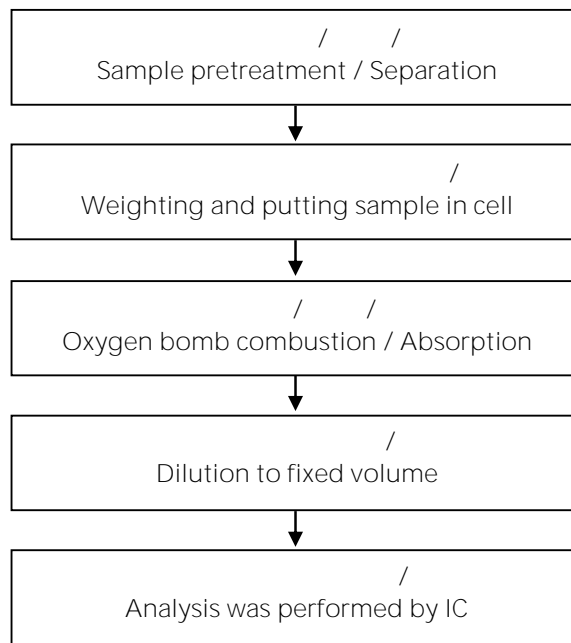 / /
Sample pretreatment / Separation
/
Weighting and putting sample in cell
/ /
Oxygen bomb combustion / Absorption
/
Dilution to fixed volume
/
Analysis was performed by IC